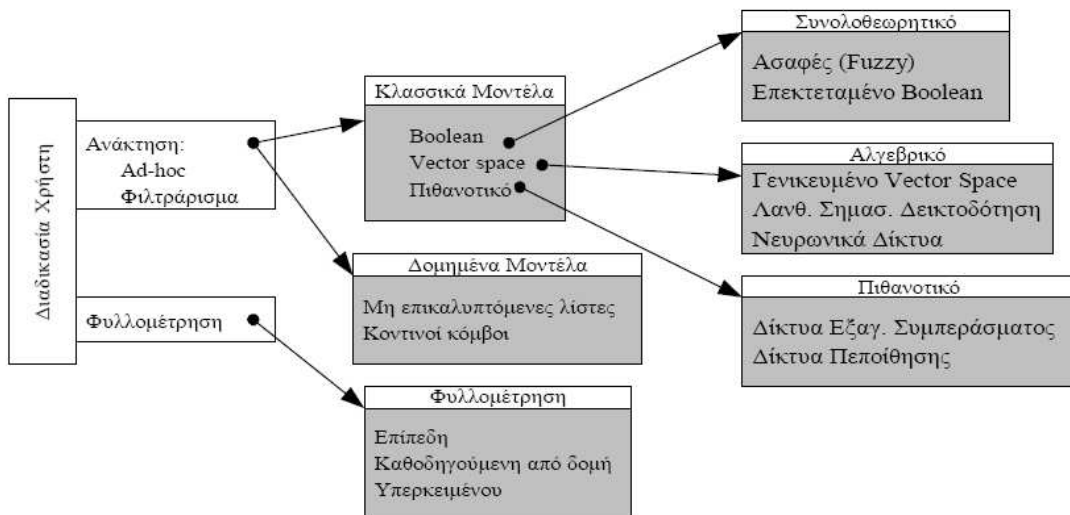 Διαδικασία Χρήστη
Ανάκτηση:
Ad-hoc
Φιλτράρισμα
Φυλλομέτρηση
Κλασσικά Μοντέλα
Boolean
Vector space
Πιθανοτικό
Δομημένα Μοντέλα
Μη επικαλυπτόμενες λίστες
Κοντινοί κόμβοι
Φυλλομέτρηση
Επίπεδη
Καθοδηγούμενη από δομή
Υπερκειμένου
Συνολοθεωρητικό
Ασαφές (Fuzzy)
Επεκτεταμένο Boolean
Αλγεβρικό
Γενικευμένο Vector Space
Λανθ. Σημασ. Δεικτοδότηση
Νευρωνικά Δίκτυα
Πιθανοτικό
Δίκτυα Εξαγ. Συμπεράσματος
Δίκτυα Πεποίθησης